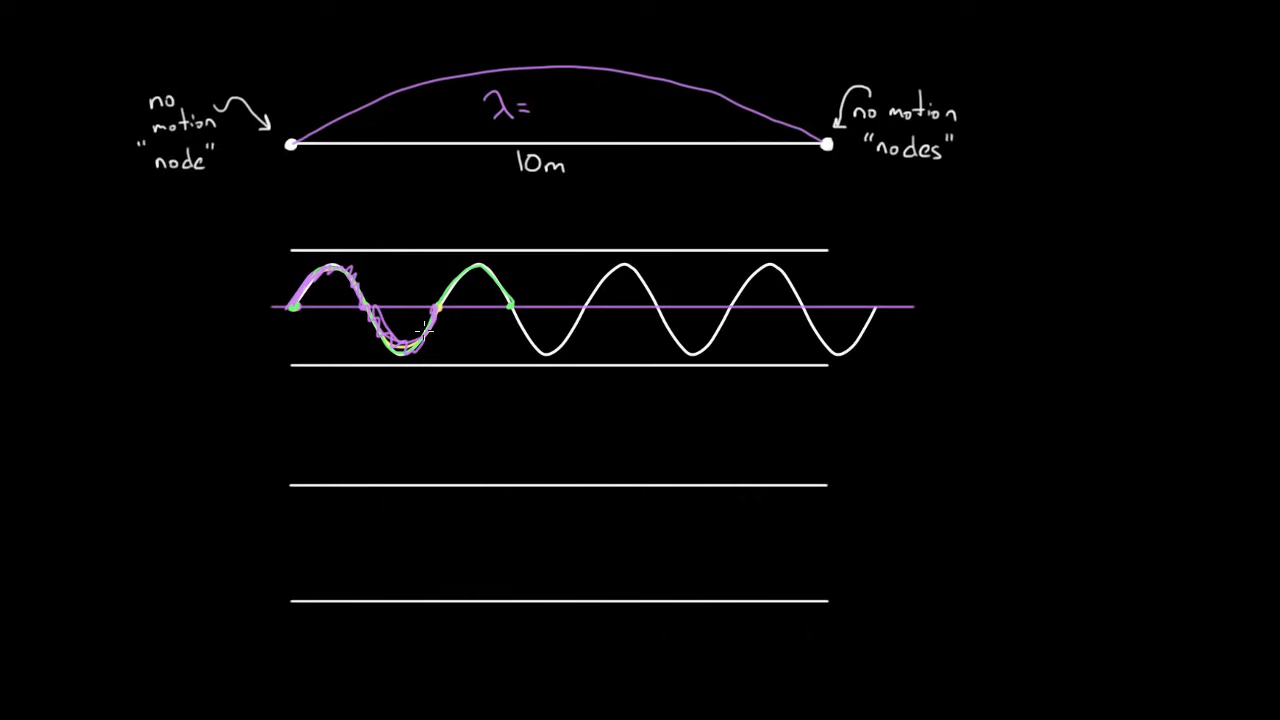 no
motion
"node"
λ=
10m
no motion
"nodes"